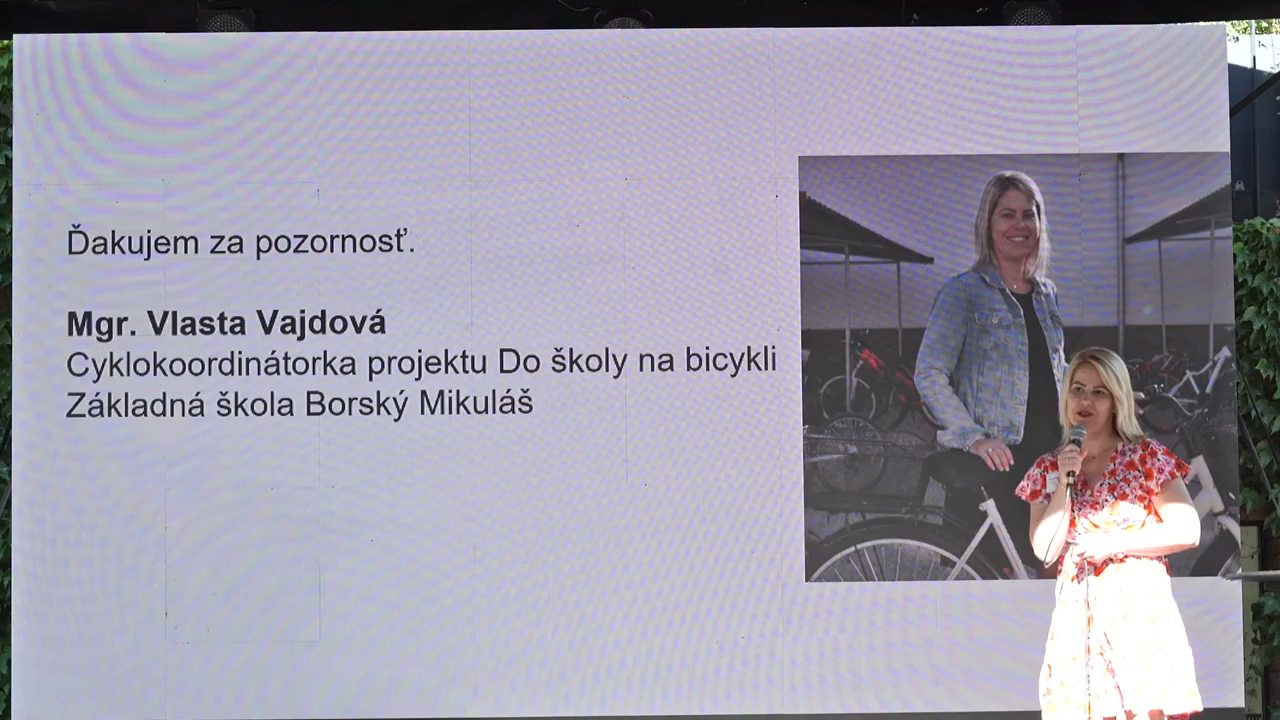 Ďakujem za pozornosť.
Mgr. Vlasta Vajdová
Cyklokoordinátorka projektu Do školy na bicykli
Základná škola Borský Mikuláš